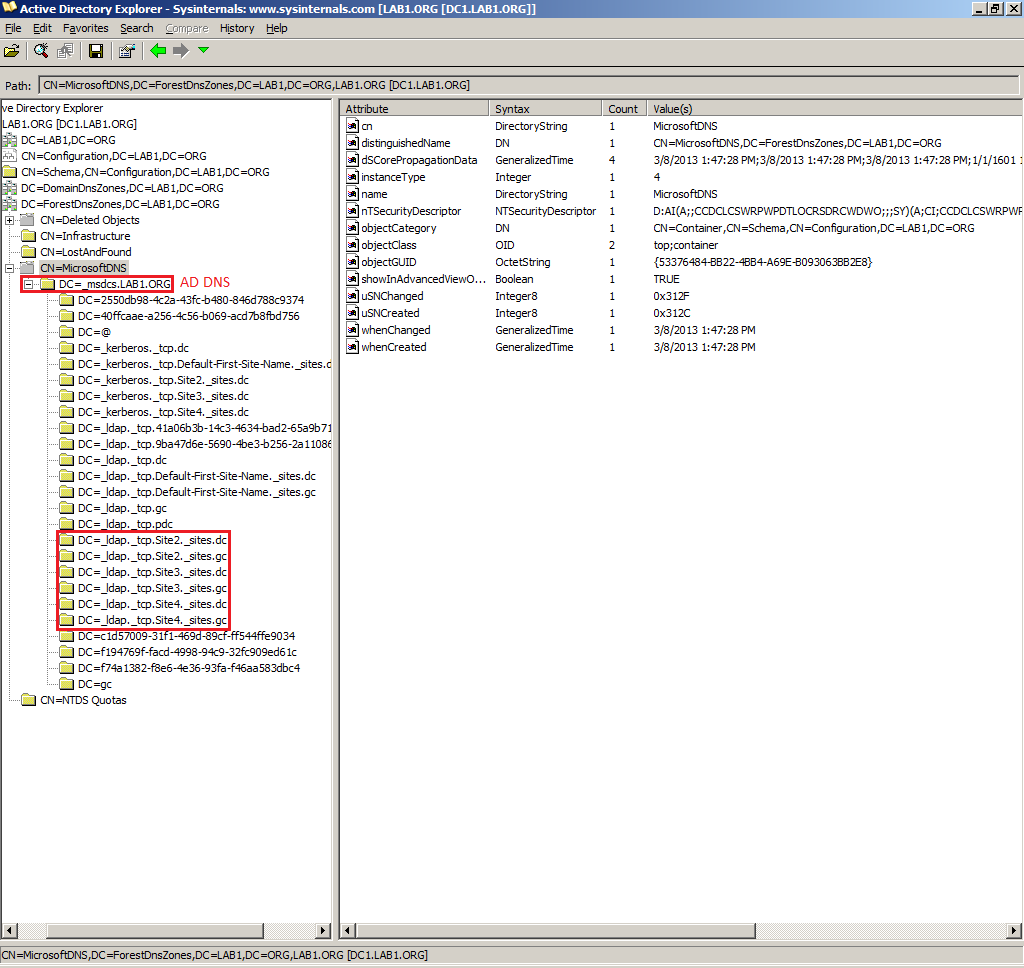 Active Directory Explorer - Sysinternals: www.sysinternals.com [LAB1.ORG [DC1.LAB1.ORG]]
File Edit Favorites Search Compare History Help
Path: CN=MicrosoftDNS,DC=ForestDnsZones,DC=LAB1,DC=ORG,LAB1.ORG [DC1.LAB1.ORG]
ve Directory Explorer
LAB1.ORG [DC1.LAB1.ORG]
DC=LAB1,DC=ORG
CN=Configuration,DC=LAB1,DC=ORG
CN=Schema,CN=Configuration,DC=LAB1,DC=ORG
DC=DomainDnsZones,DC=LAB1,DC=ORG
DC=ForestDnsZones,DC=LAB1,DC=ORG
CN=Deleted Objects
CN=Infrastructure
CN=LostAndFound
CN=MicrosoftDNS
DC=_msdcs.LAB1.ORG AD DNS
DC=2550db98-4c2a-43fc-b480-846d788c9374
DC=40ffcaae-a256-4c56-b069-acd7b8fbd756
DC=@
DC=_kerberos._tcp.dc
DC=_kerberos._tcp.Default-First-Site-Name._sites.d
DC=_kerberos._tcp.Site2._sites.dc
DC=_kerberos._tcp.Site3._sites.dc
DC=_kerberos._tcp.Site4._sites.dc
DC=_ldap._tcp.41a06b3b-14c3-4634-bad2-65a9b71
DC=_ldap._tcp.9ba47d6e-5690-4be3-b256-2a11086
DC=_ldap._tcp.dc
DC=_ldap._tcp.Default-First-Site-Name._sites.dc
DC=_ldap._tcp.Default-First-Site-Name._sites.gc
DC=_ldap._tcp.gc
DC=_ldap._tcp.pdc
DC=_ldap._tcp.Site2._sites.dc
DC=_ldap._tcp.Site2._sites.gc
DC=_ldap._tcp.Site3._sites.dc
DC=_ldap._tcp.Site3._sites.gc
DC=_ldap._tcp.Site4._sites.dc
DC=_ldap._tcp.Site4._sites.gc
DC=c1d57009-31f1-469d-89cf-ff544ffe9034
DC=f194769f-facd-4998-94c9-32fc909ed61c
DC=f74a1382-f8e6-4e36-93fa-f46aa583dbc4
DC=gc
CN=NTDS Quotas
Attribute Syntax Count Value(s)
cn DirectoryString 1 MicrosoftDNS
distinguishedName DN 1 CN=MicrosoftDNS,DC=ForestDnsZones,DC=LAB1,DC=ORG
dSCorePropagationData GeneralizedTime 4 3/8/2013 1:47:28 PM;3/8/2013 1:47:28 PM;3/8/2013 1:47:28 PM;1/1/1601 1
instanceType Integer 1 4
name DirectoryString 1 MicrosoftDNS
nTSecurityDescriptor NTSecurityDescriptor 1 D:AI(A;;CCDCLCSWRPWPDTLOCRSDRCWDWO;;;SY)(A;CI;CCDCLCSWRPWP
objectCategory DN 1 CN=Container,CN=Schema,CN=Configuration,DC=LAB1,DC=ORG
objectClass OID 2 top;container
objectGUID OctetString 1 {53376484-BB22-4BB4-A69E-B093063BB2E8}
showInAdvancedViewO... Boolean 1 TRUE
uSNChanged Integer8 1 0x312F
uSNCreated Integer8 1 0x312C
whenChanged GeneralizedTime 1 3/8/2013 1:47:28 PM
whenCreated GeneralizedTime 1 3/8/2013 1:47:28 PM
CN=MicrosoftDNS,DC=ForestDnsZones,DC=LAB1,DC=ORG,LAB1.ORG [DC1.LAB1.ORG]